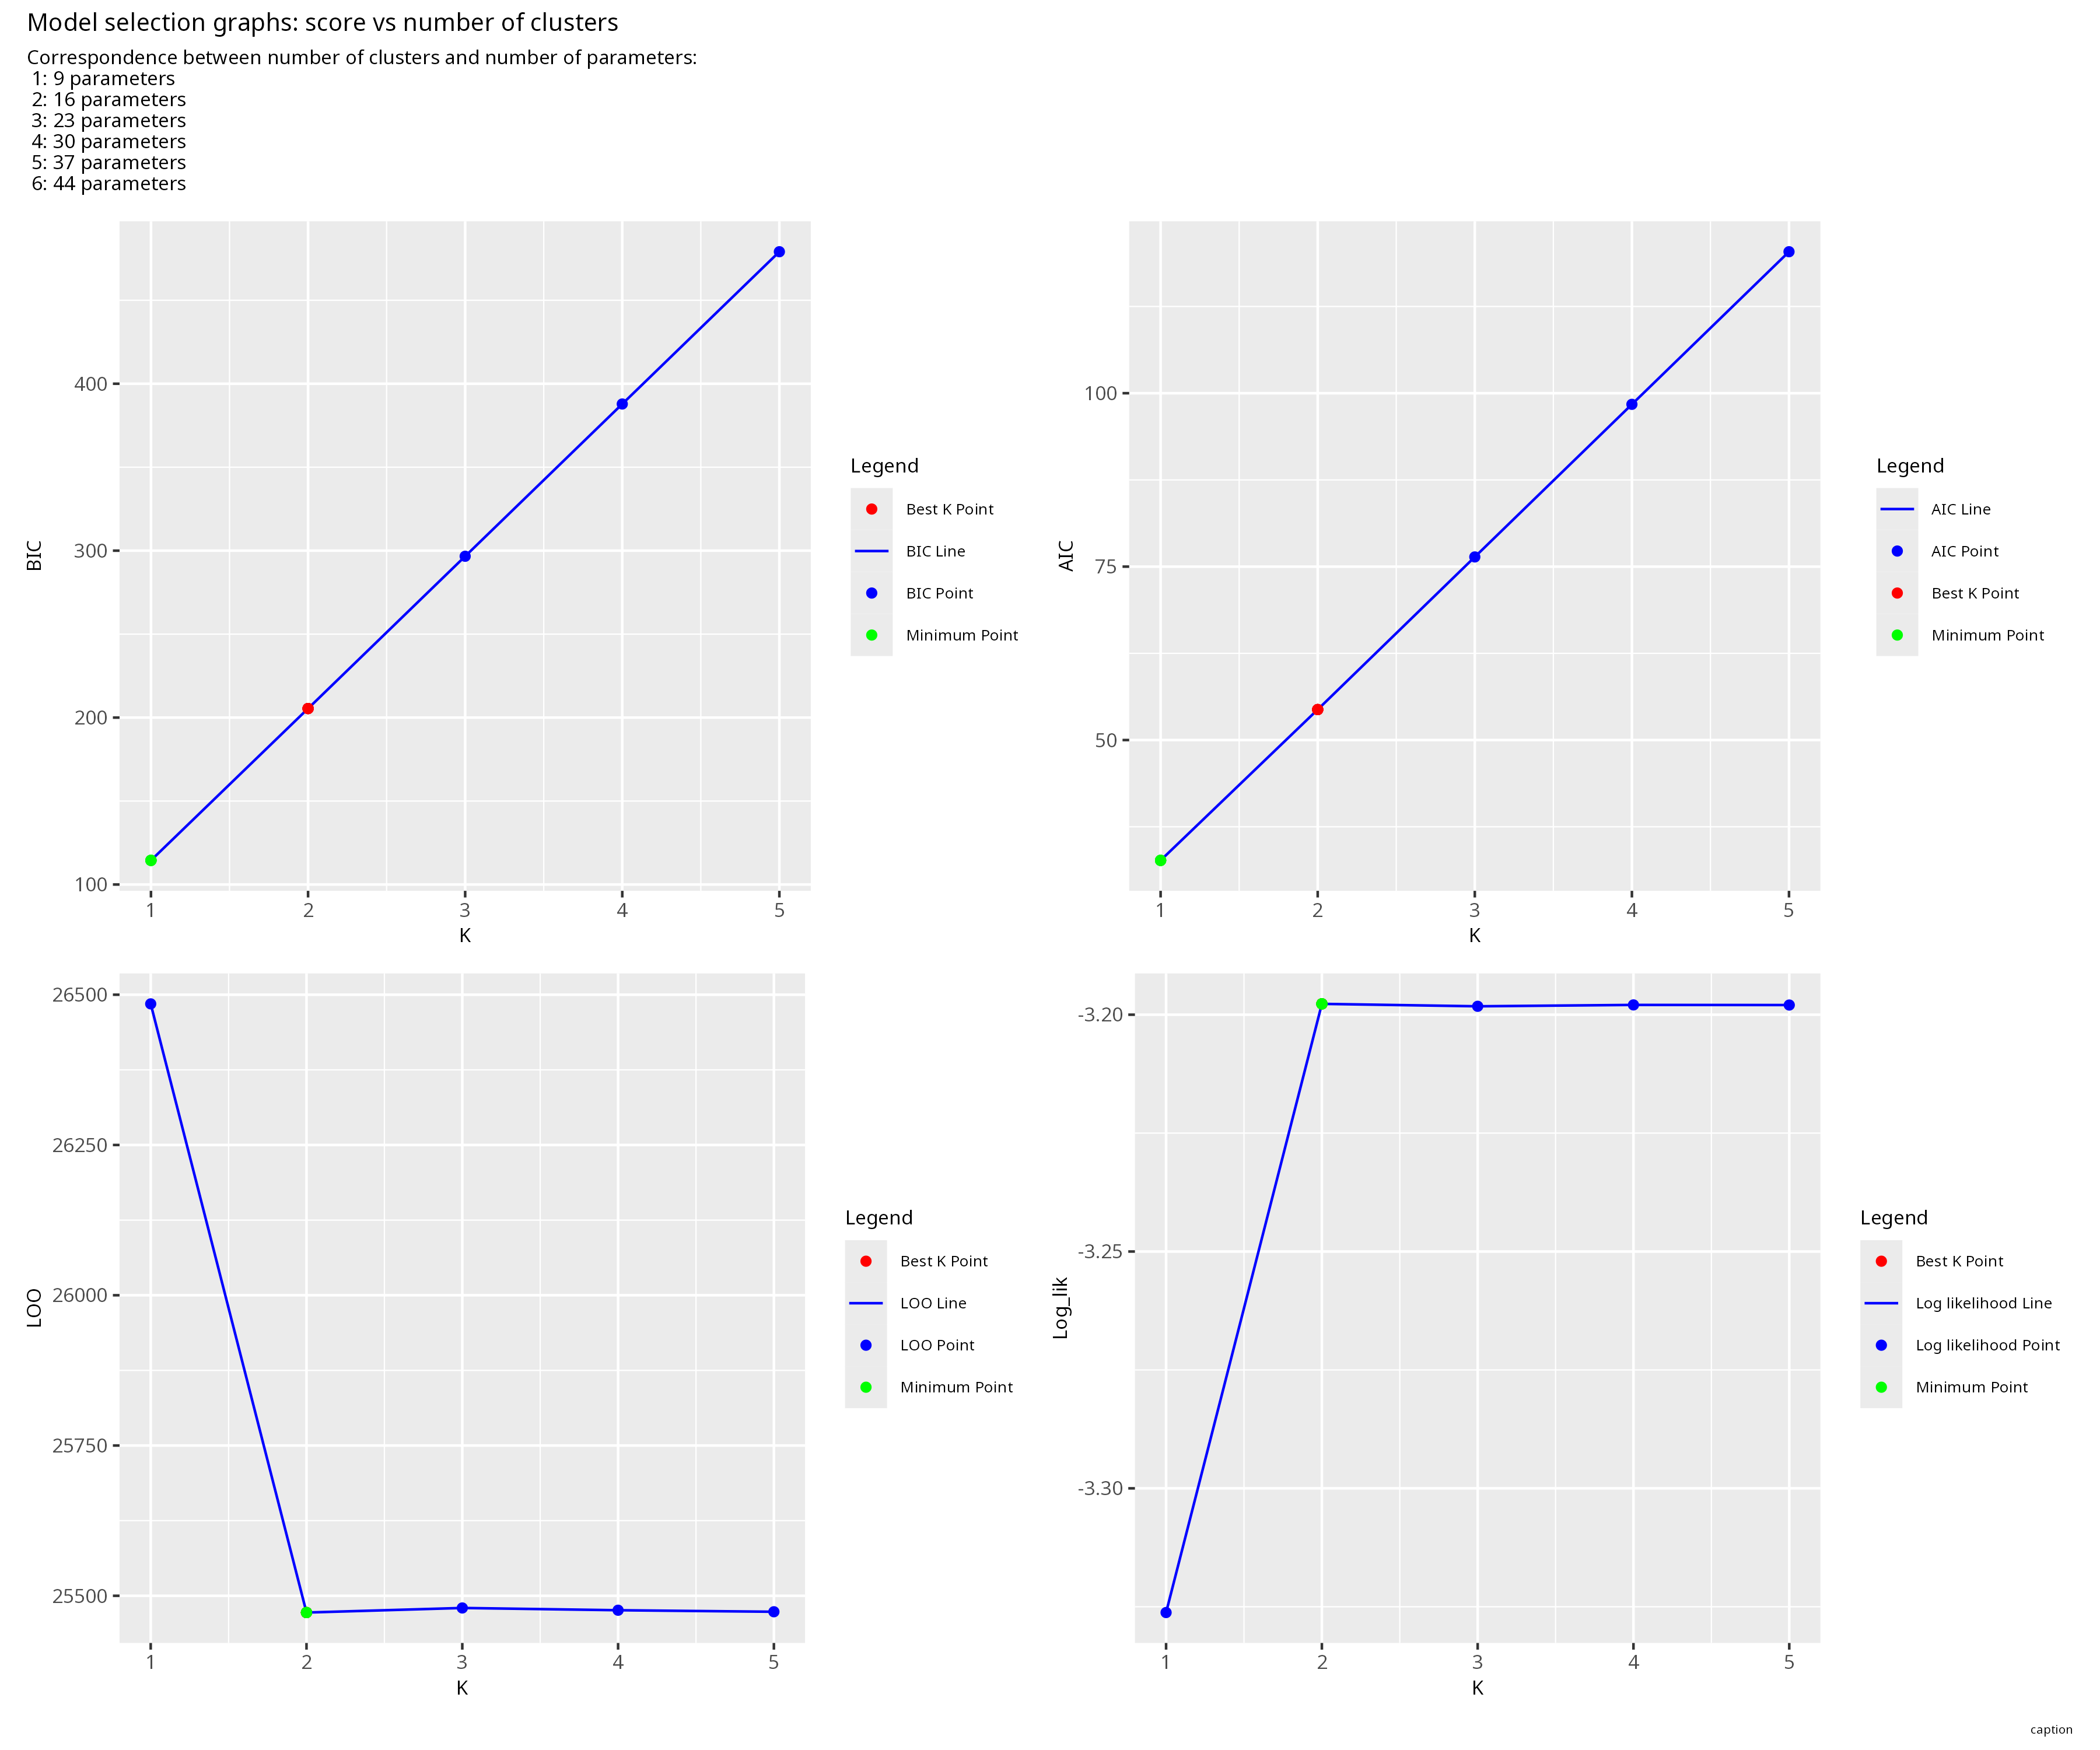 Model selection graphs: score vs number of clusters
Correspondence between number of clusters and number of parameters:
1: 9 parameters
2: 16 parameters
3: 23 parameters
4: 30 parameters
5: 37 parameters
6: 44 parameters
BIC
400
300
200
100
1 2 3 4 5
K
Legend
Best K Point
BIC Line
BIC Point
Minimum Point
AIC
100
75
50
1 2 3 4 5
K
Legend
AIC Line
AIC Point
Best K Point
Minimum Point
LOO
26500
26250
26000
25750
25500
1 2 3 4 5
K
Legend
Best K Point
LOO Line
LOO Point
Minimum Point
Log_lik
-3.20
-3.25
-3.30
1 2 3 4 5
K
Legend
Best K Point
Log likelihood Line
Log likelihood Point
Minimum Point
caption